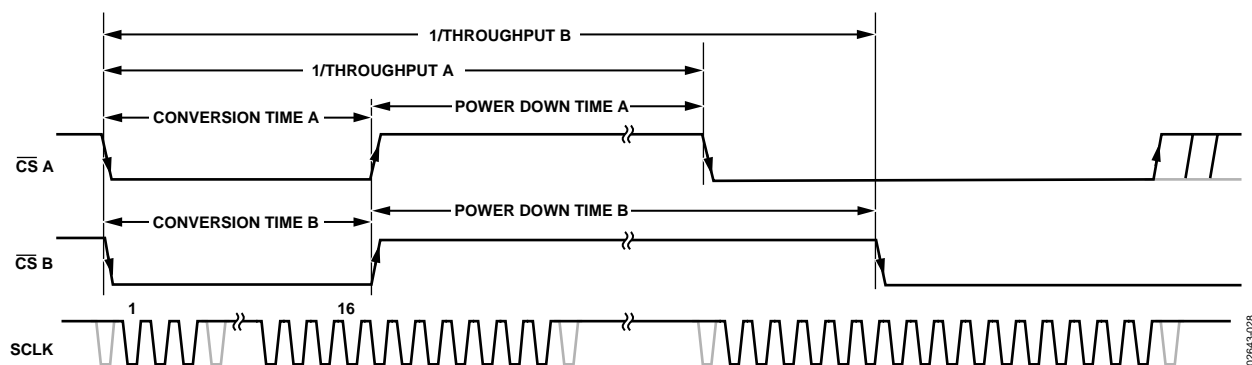 1/THROUGHPUT B
1/THROUGHPUT A
CONVERSION TIME A
POWER DOWN TIME A
CS A
CONVERSION TIME B
POWER DOWN TIME B
CS B
1
16
SCLK
02643-028